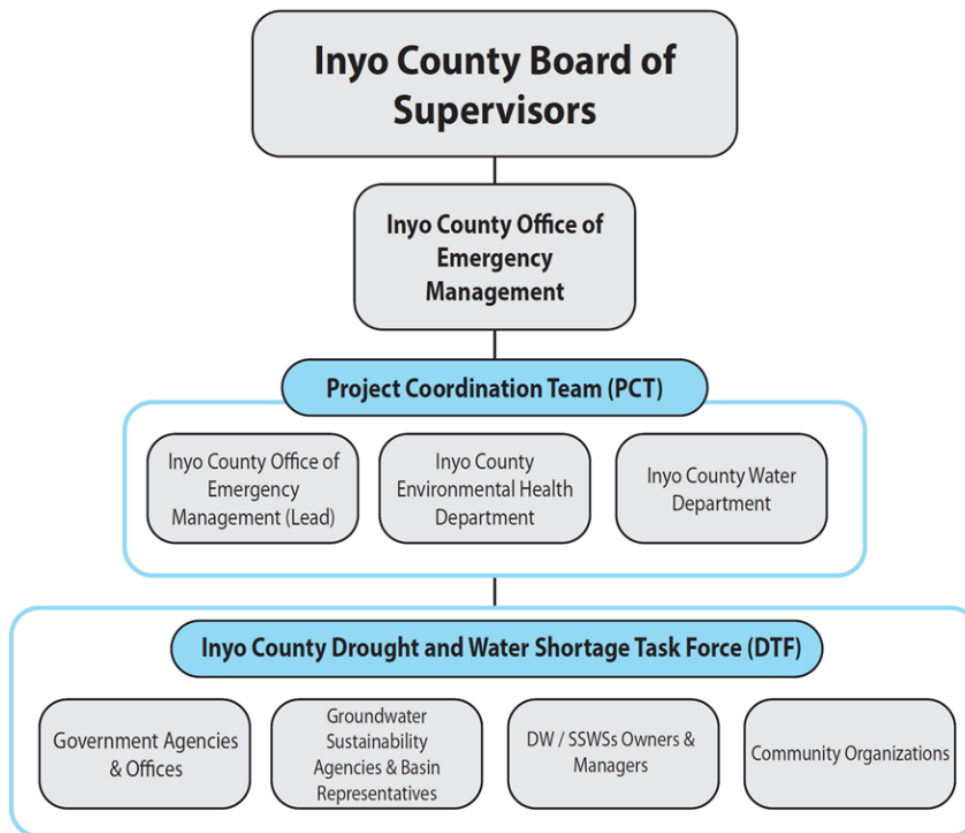 Inyo County Board of
Supervisors
Inyo County Office of
Emergency
Management
Project Coordination Team (PCT)
Inyo County Office of
Emergency
Management (Lead)
Inyo County
Environmental Health
Department
Inyo County Water
Department
Inyo County Drought and Water Shortage Task Force (DTF)
Government Agencies
& Offices
Groundwater
Sustainability
Agencies & Basin
Representatives
DW / SSWSs Owners &
Managers
Community Organizations